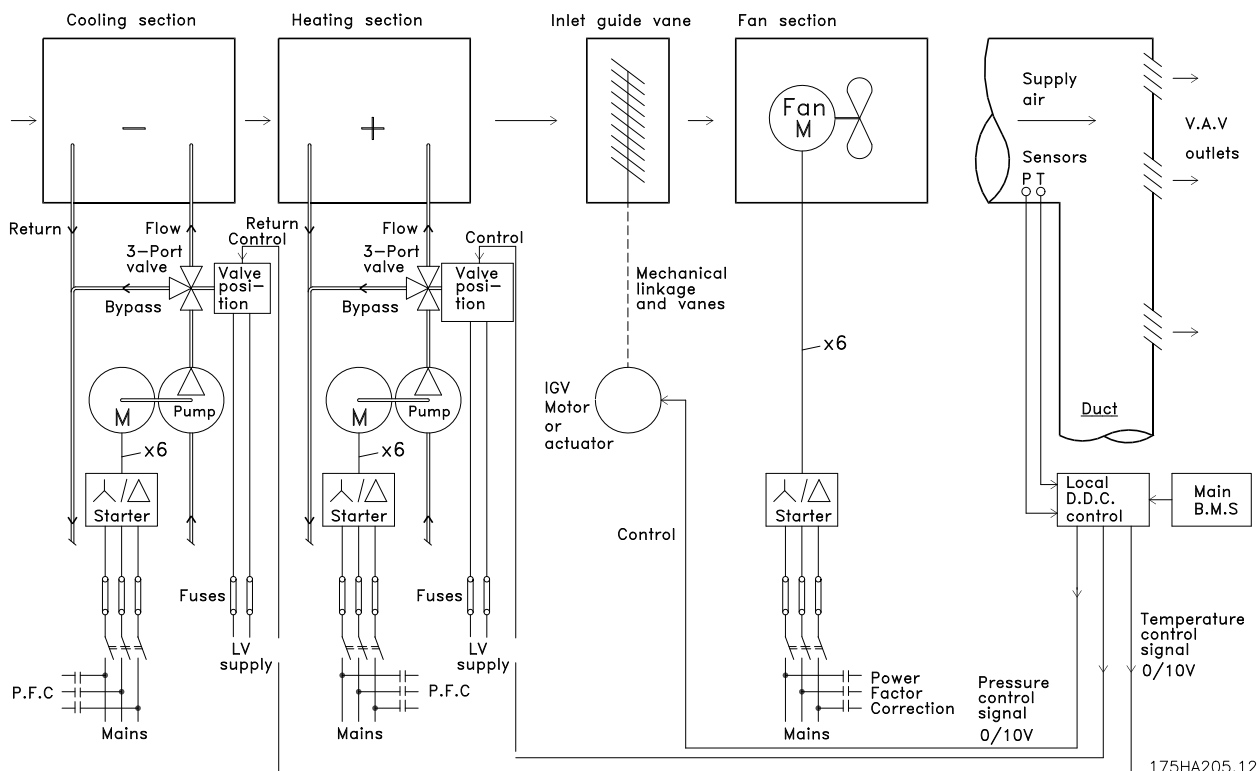 Cooling section
Heating section
Inlet guide vane
Fan section
Supply
air
V.A.V
outlets
Sensors
P T
Fan
M
Return
Flow
3-Port
valve
Bypass
Control
Valve
posi-
tion
Return
Flow
3-Port
valve
Bypass
Control
Valve
posi-
tion
Mechanical
linkage
and vanes
x6
IGV
Motor
or
actuator
M
Pump
x6
Starter
M
Pump
x6
Starter
Starter
Duct
Local
D.D.C.
control
Main
B.M.S
Control
Fuses
Fuses
LV
supply
LV
supply
P.F.C
P.F.C
Mains
Mains
Mains
Power
Factor
Correction
Pressure
control
signal
0/10V
Temperature
control
signal
0/10V
175HA205.12